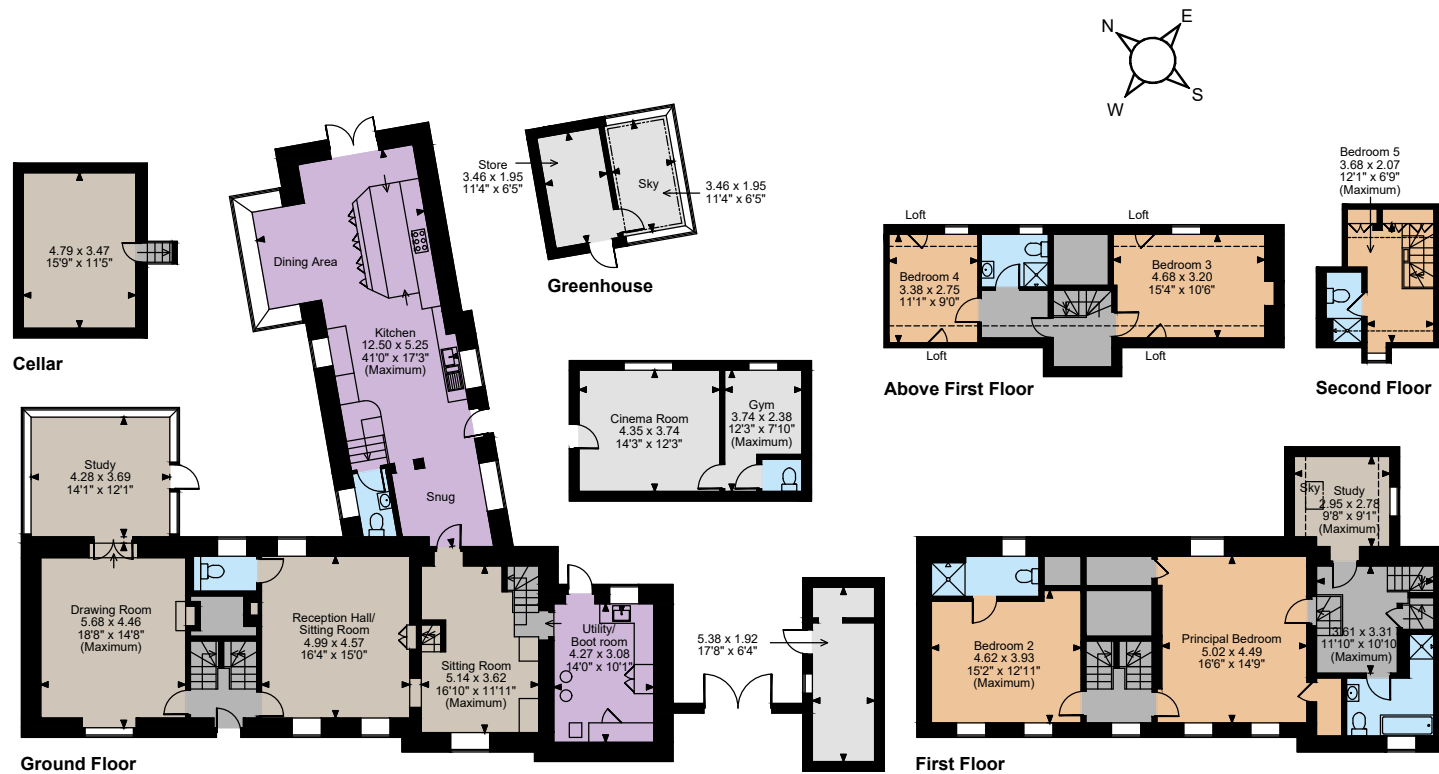 N
E
W
S
Cellar
4.79 x 3.47
15'9" x 11'5"
Dining Area
Kitchen
12.50 x 5.25
41'0" x 17'3"
(Maximum)
Snug
Store
3.46 x 1.95
11'4" x 6'5"
Sky
3.46 x 1.95
11'4" x 6'5"
Greenhouse
Cinema Room
4.35 x 3.74
14'3" x 12'3"
Gym
3.74 x 2.38
12'3" x 7'10"
(Maximum)
Loft
Loft
Bedroom 4
3.38 x 2.75
11'1" x 9'0"
Bedroom 3
4.68 x 3.20
15'4" x 10'6"
Loft
Loft
Above First Floor
Bedroom 5
3.68 x 2.07
12'1" x 6'9"
(Maximum)
Second Floor
Study
4.28 x 3.69
14'1" x 12'1"
Drawing Room
5.68 x 4.46
18'8" x 14'8"
(Maximum)
Reception Hall/
Sitting Room
4.99 x 4.57
16'4" x 15'0"
Sitting Room
5.14 x 3.62
16'10" x 11'11"
(Maximum)
Utility/
Boot room
4.27 x 3.08
14'0" x 10'1"
5.38 x 1.92
17'8" x 6'4"
Ground Floor
Sky
Study
2.95 x 2.78
9'8" x 9'1"
(Maximum)
Bedroom 2
4.62 x 3.93
15'2" x 12'11"
(Maximum)
Principal Bedroom
5.02 x 4.49
16'6" x 14'9"
3.61 x 3.31
11'10" x 10'10"
(Maximum)
First Floor